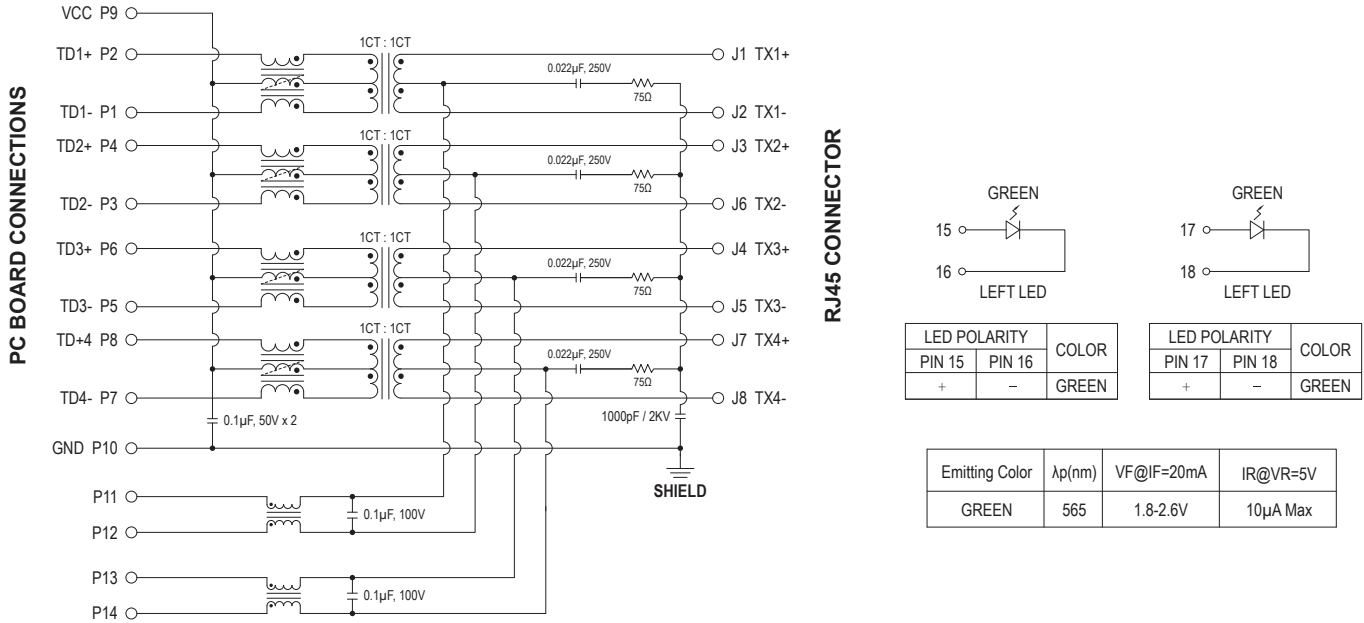 PC BOARD CONNECTIONS
VCC P9
TD1+ P2
TD1- P1
TD2+ P4
TD2- P3
TD3+ P6
TD3- P5
TD+4 P8
TD4- P7
GND P10
P11
P12
P13
P14
1CT : 1CT
1CT : 1CT
1CT : 1CT
1CT : 1CT
0.022µF, 250V
75Ω
0.022µF, 250V
75Ω
0.022µF, 250V
75Ω
0.022µF, 250V
75Ω
0.1µF, 50V x 2
1000pF / 2KV
SHIELD
0.1µF, 100V
0.1µF, 100V
J1 TX1+
J2 TX1-
J3 TX2+
J6 TX2-
J4 TX3+
J5 TX3-
J7 TX4+
J8 TX4-
RJ45 CONNECTOR
GREEN
15
16
LEFT LED
LED POLARITY COLOR
PIN 15 PIN 16
+ − GREEN
GREEN
17
18
LEFT LED
LED POLARITY COLOR
PIN 17 PIN 18
+ − GREEN
Emitting Color λp(nm) VF@IF=20mA IR@VR=5V
GREEN 565 1.8-2.6V 10µA Max